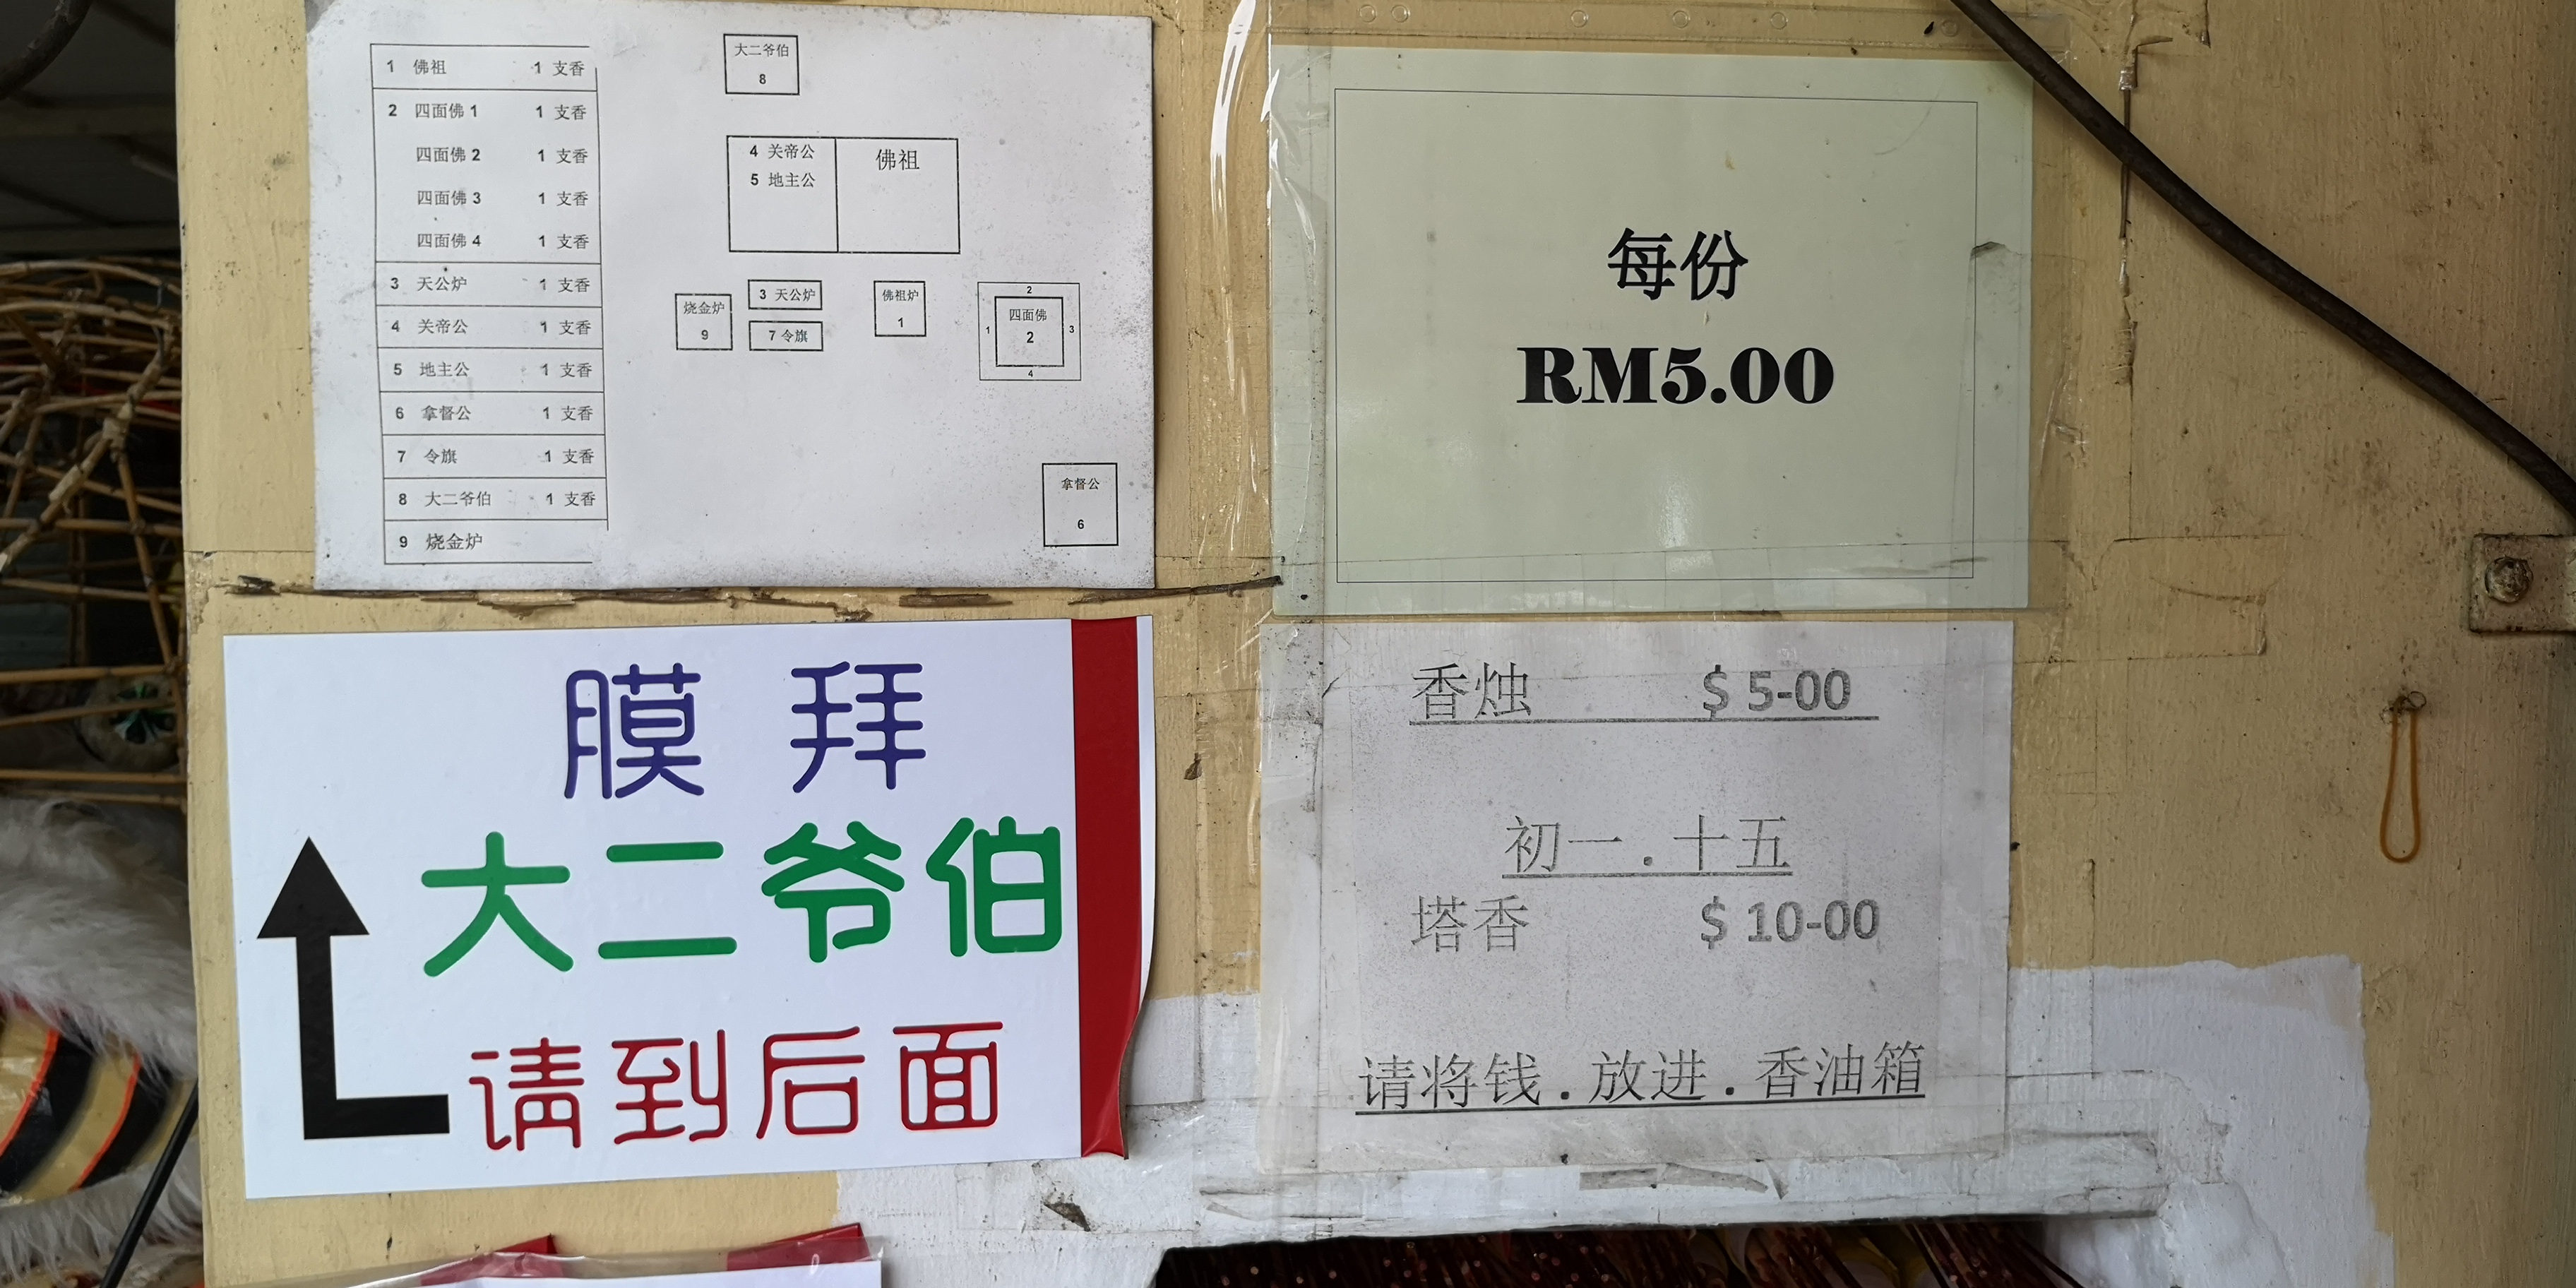 1 佛祖 1 支香
2 四面佛 1 1 支香
四面佛 2 1 支香
四面佛 3 1 支香
四面佛 4 1 支香
3 天公炉 1 支香
4 关帝公 1 支香
5 地主公 1 支香
6 拿督公 1 支香
7 令旗 1 支香
8 大二爷伯 1 支香
9 烧金炉
大二爷伯
8
4 关帝公
5 地主公
佛祖
烧金炉
9
3 天公炉
7 令旗
佛祖炉
1
2
1
四面佛
2
3
4
拿督公
6
每份
RM5.00
膜 拜
大二爷伯
请到后面
香烛 $ 5-00
初一 . 十五
塔香 $ 10-00
请将钱 . 放进 . 香油箱